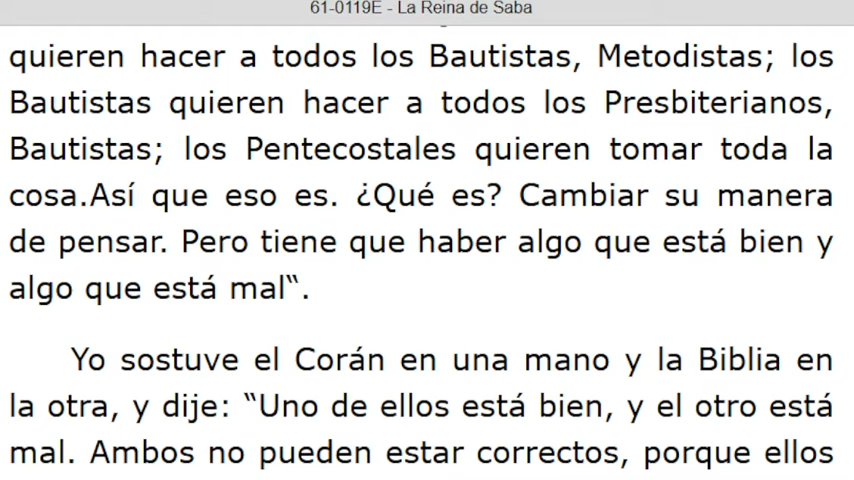 61-0119E - La Reina de Saba
quieren hacer a todos los Bautistas, Metodistas; los
Bautistas quieren hacer a todos los Presbiterianos,
Bautistas; los Pentecostales quieren tomar toda la
cosa.Así que eso es. ¿Qué es? Cambiar su manera
de pensar. Pero tiene que haber algo que está bien y
algo que está mal‟.
Yo sostuve el Corán en una mano y la Biblia en
la otra, y dije: “Uno de ellos está bien, y el otro está
mal. Ambos no pueden estar correctos, porque ellos